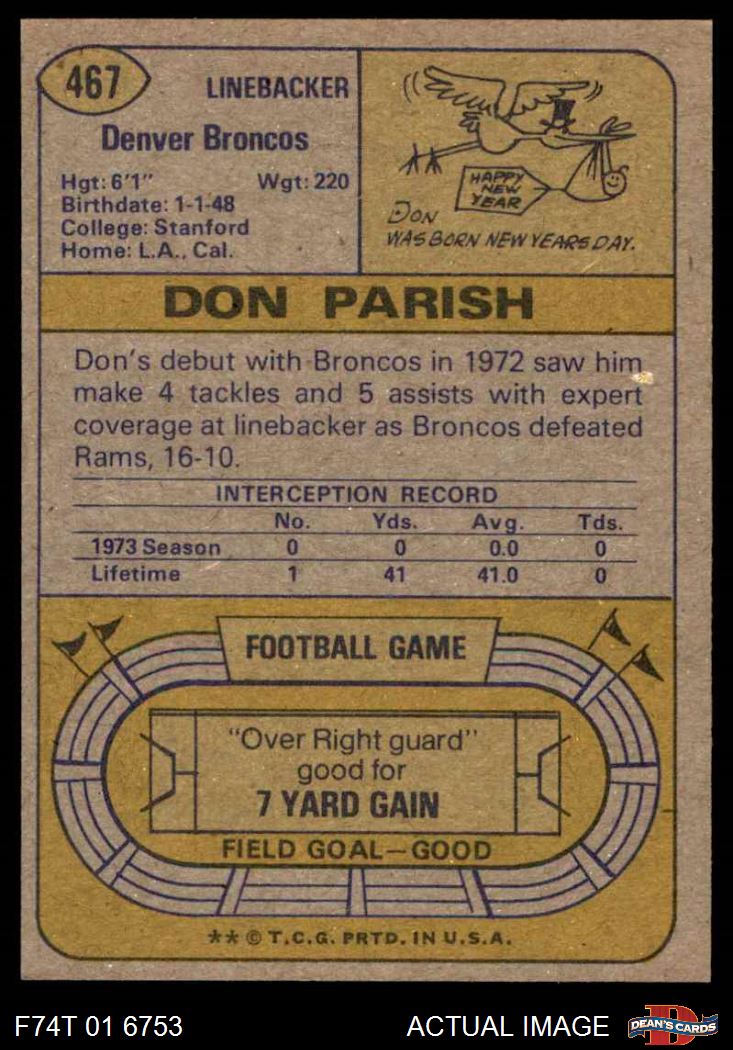 467
LINEBACKER
Denver Broncos
Hgt: 6'1" Wgt: 220
Birthdate: 1-1-48
College: Stanford
Home: L.A., Cal.
HAPPY
NEW
YEAR
DON
WAS BORN NEW YEARS DAY.
DON PARISH
Don's debut with Broncos in 1972 saw him
make 4 tackles and 5 assists with expert
coverage at linebacker as Broncos defeated
Rams, 16-10.
INTERCEPTION RECORD
No. Yds. Avg. Tds.
1973 Season 0 0 0.0 0
Lifetime 1 41 41.0 0
FOOTBALL GAME
"Over Right guard"
good for
7 YARD GAIN
FIELD GOAL—GOOD
** © T.C.G. PRTD. IN U.S.A.
F74T 01 6753 ACTUAL IMAGE
D
DEAN'S CARDS